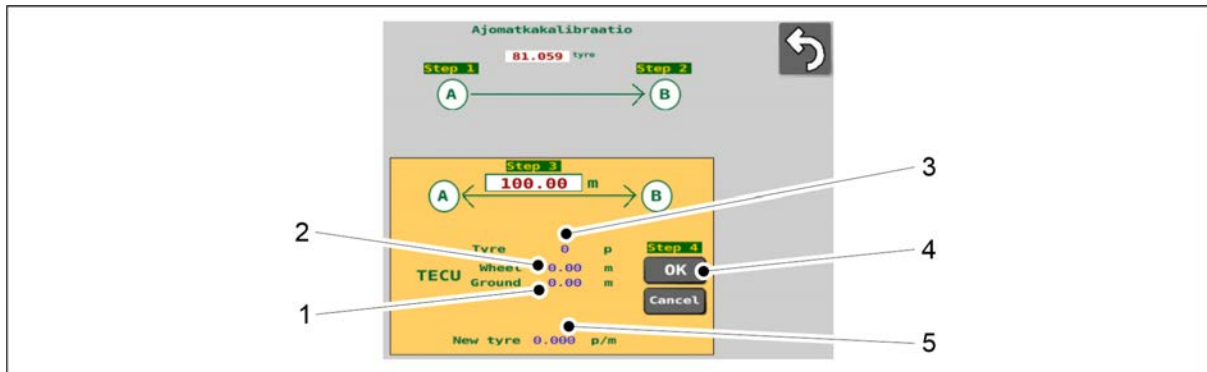 Ajomatkakalibraatio
81.059 tyre
Step 1 Step 2
A B
Step 3
100.00 m
A B
3
2
Tyre 0 p Step 4
4
Wheel 0.00 m OK
TECU
Ground 0.00 m
1
Cancel
New tyre 0.000 p/m
5